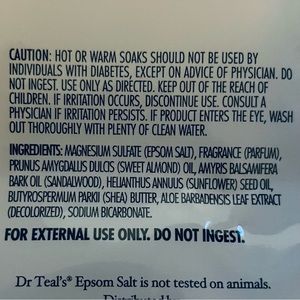 CAUTION: HOT OR WARM SOAKS SHOULD NOT BE USED BY
INDIVIDUALS WITH DIABETES, EXCEPT ON ADVICE OF PHYSICIAN. DO
NOT INGEST. USE ONLY AS DIRECTED. KEEP OUT OF THE REACH OF
CHILDREN. IF IRRITATION OCCURS, DISCONTINUE USE. CONSULT A
PHYSICIAN IF IRRITATION PERSISTS. IF PRODUCT ENTERS THE EYE, WASH
OUT THOROUGHLY WITH PLENTY OF CLEAN WATER.
INGREDIENTS: MAGNESIUM SULFATE (EPSOM SALT), FRAGRANCE (PARFUM),
PRUNUS AMYGDALUS DULCIS (SWEET ALMOND) OIL, AMYRIS BALSAMIFERA
BARK OIL (SANDALWOOD), HELIANTHUS ANNUUS (SUNFLOWER) SEED OIL,
BUTYROSPERMUM PARKII (SHEA) BUTTER, ALOE BARBADENSIS LEAF EXTRACT
(DECOLORIZED), SODIUM BICARBONATE.
FOR EXTERNAL USE ONLY. DO NOT INGEST.
Dr Teal's® Epsom Salt is not tested on animals.
Distributed by